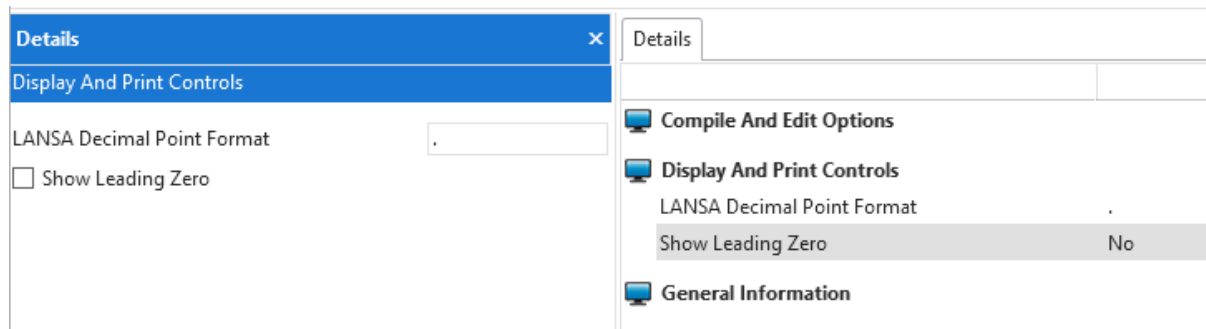 Details
×
Display And Print Controls
LANSA Decimal Point Format
.
Show Leading Zero
Details
Compile And Edit Options
Display And Print Controls
LANSA Decimal Point Format .
Show Leading Zero No
General Information